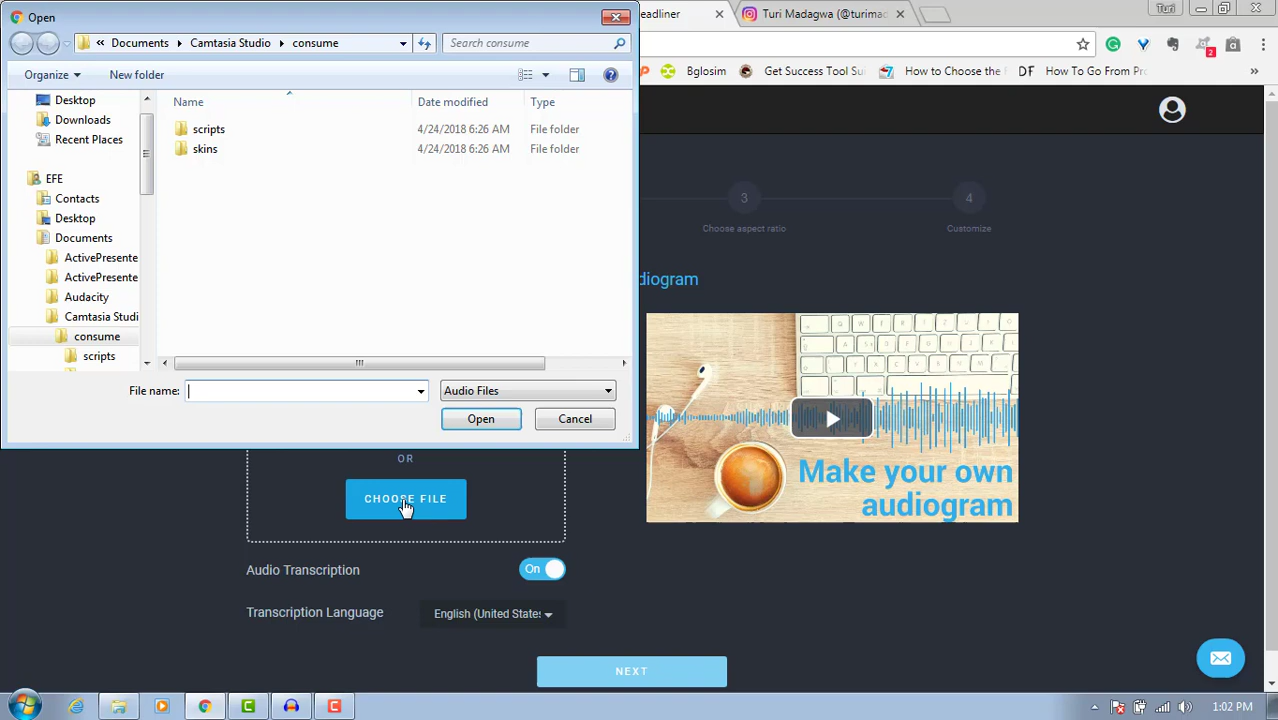 Open
eadliner
Turi Madagwa (@turimac
Turi
Documents
Camtasia Studio
consume
Search consume
2
Bglosim
Get Success Tool Sui
How to Choose the F
DF How To Go From Pro
Organize
New folder
Name
Date modified
Type
Desktop
Downloads
Recent Places
scripts
4/24/2018 6:26 AM
File folder
skins
4/24/2018 6:26 AM
File folder
EFE
Contacts
Desktop
Documents
ActivePresente
ActivePresente
Audacity
Camtasia Studi
consume
scripts
3
4
Choose aspect ratio
Customize
diogram
File name:
Audio Files
Open
Cancel
OR
CHOOSE FILE
Make your own
audiogram
Audio Transcription
On
Transcription Language
English (United States
NEXT
1:02 PM